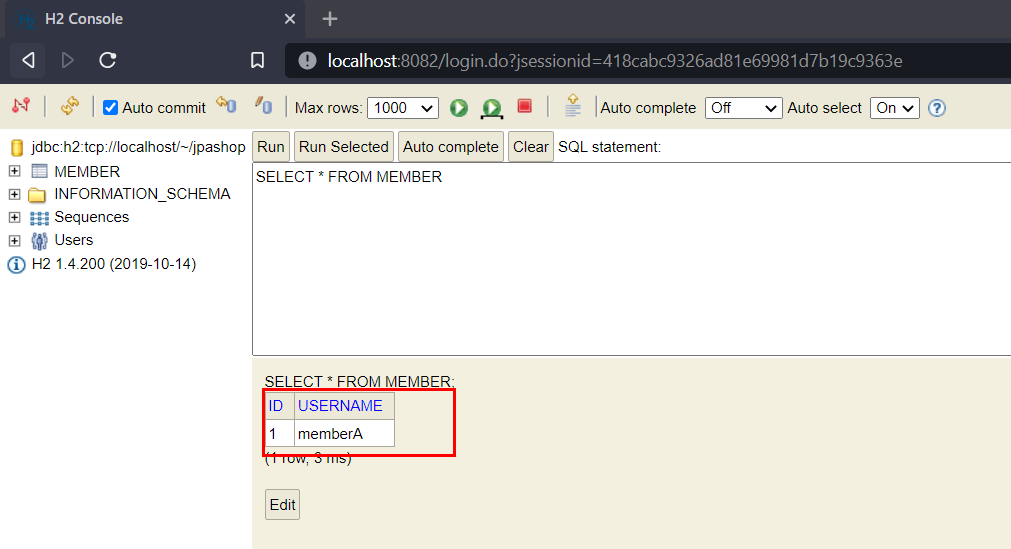 H2 Console
localhost:8082/login.do?jsessionid=418cabc9326ad81e69981d7b19c9363e
Auto commit Max rows: 1000 Auto complete Off Auto select On ?
jdbc:h2:tcp://localhost/~/jpashop
MEMBER
INFORMATION_SCHEMA
Sequences
Users
H2 1.4.200 (2019-10-14)
Run Run Selected Auto complete Clear SQL statement:
SELECT * FROM MEMBER
SELECT * FROM MEMBER;
ID USERNAME
1 memberA
(1 row, 3 ms)
Edit